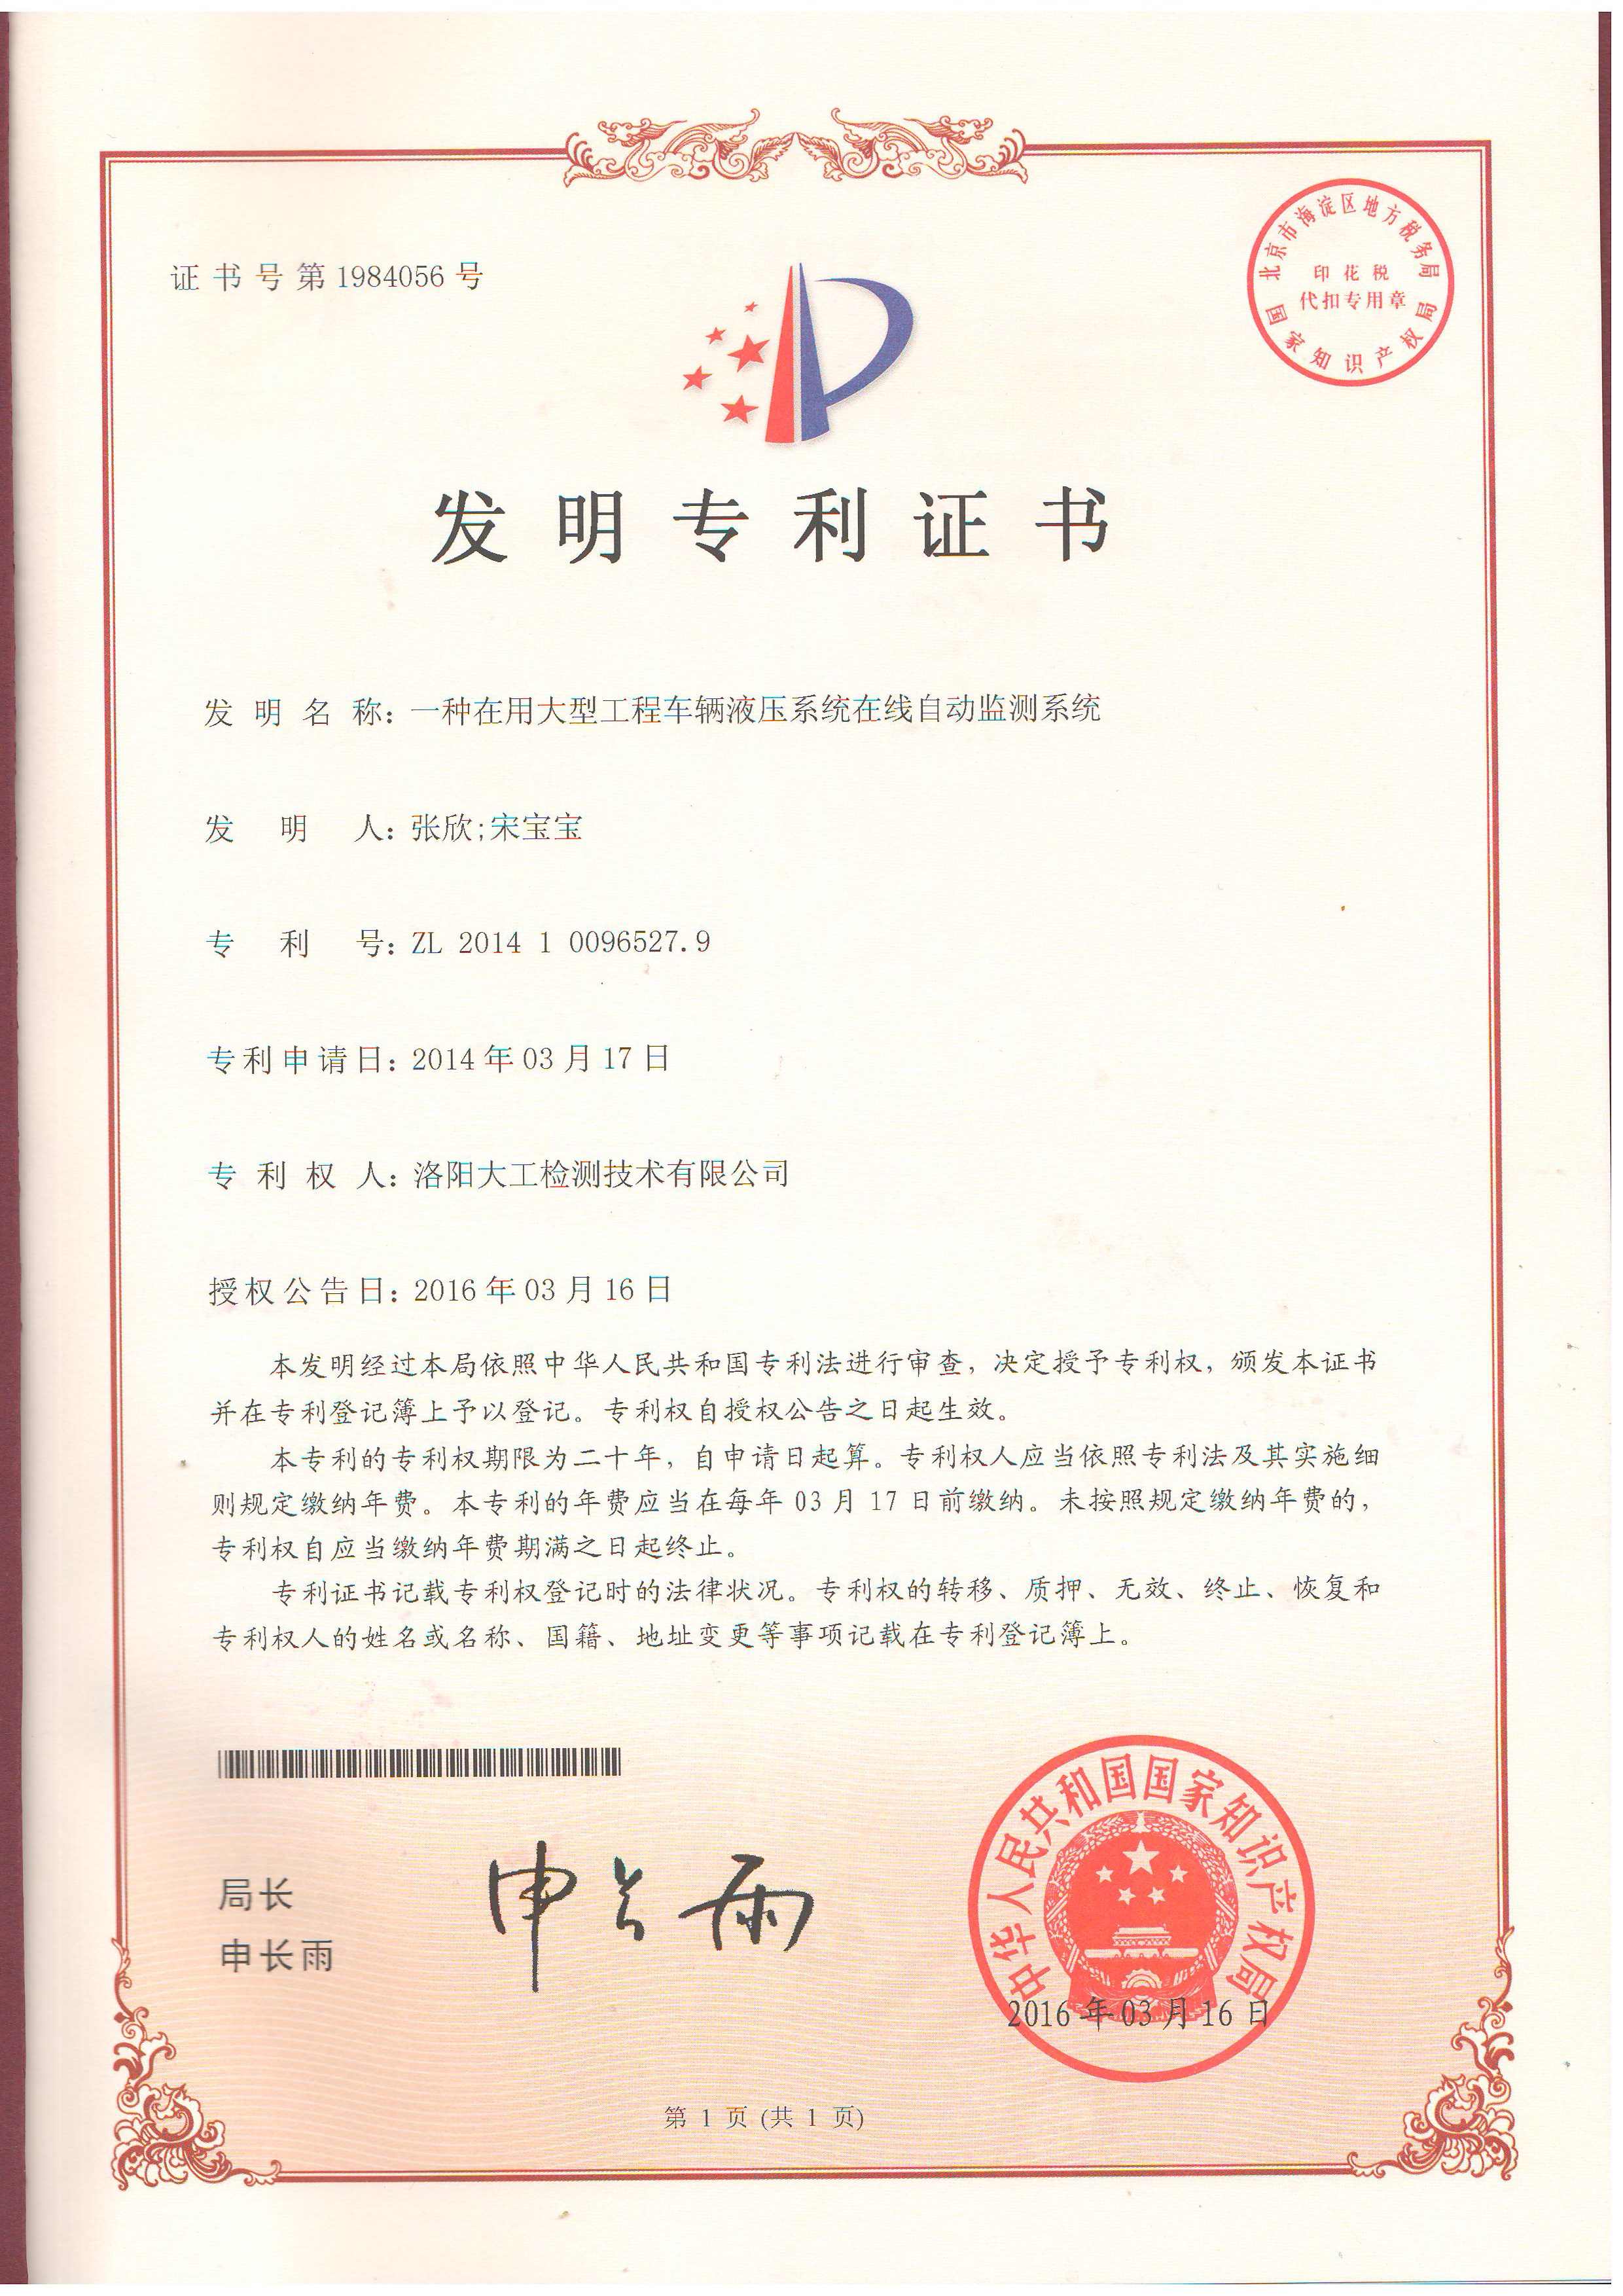 证书号第1984056号
北京市海淀区地方税务局
印花税
代扣专用章
国家知识产权局
发明专利证书
发明名称：一种在用大型工程车辆液压系统在线自动监测系统
发明人：张欣;宋宝宝
专利号：ZL 2014 1 0096527.9
专利申请日：2014年03月17日
专利权人：洛阳大工检测技术有限公司
授权公告日：2016年03月16日
本发明经过本局依照中华人民共和国专利法进行审查，决定授予专利权，颁发本证书
并在专利登记簿上予以登记。专利权自授权公告之日起生效。
本专利的专利权期限为二十年，自申请日起算。专利权人应当依照专利法及其实施细
则规定缴纳年费。本专利的年费应当在每年03月17日前缴纳。未按照规定缴纳年费的，
专利权自应当缴纳年费期满之日起终止。
专利证书记载专利权登记时的法律状况。专利权的转移、质押、无效、终止、恢复和
专利权人的姓名或名称、国籍、地址变更等事项记载在专利登记簿上。
局长
申长雨
申长雨
中华人民共和国国家知识产权局
2016年03月16日
第 1 页 (共 1 页)